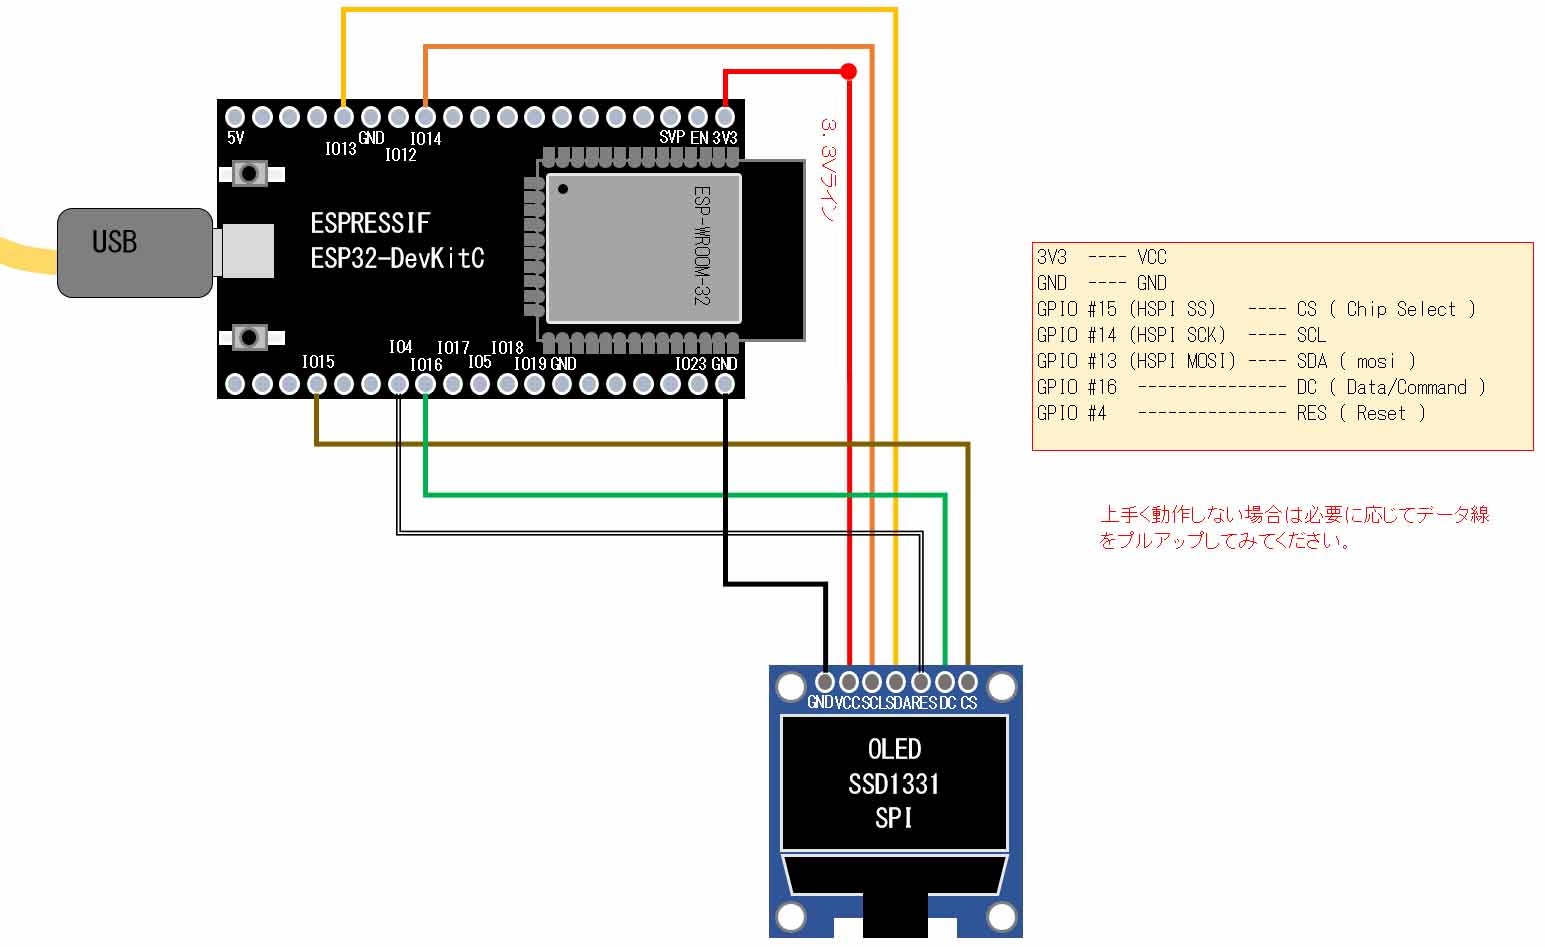 5V
IO13
GND
IO12
IO14
SVP
EN
3V3
3.3Vライン
USB
ESPRESSIF
ESP32-DevKitC
ESP-WROOM-32
IO15
IO4
IO16
IO17
IO5
IO18
IO19
GND
IO23
GND
3V3 ---- VCC
GND ---- GND
GPIO #15 (HSPI SS) ---- CS ( Chip Select )
GPIO #14 (HSPI SCK) ---- SCL
GPIO #13 (HSPI MOSI) ---- SDA ( mosi )
GPIO #16 --------------- DC ( Data/Command )
GPIO #4 --------------- RES ( Reset )
上手く動作しない場合は必要に応じてデータ線
をプルアップしてみてください。
GND VCC SCL SDA RES DC CS
OLED
SSD1331
SPI